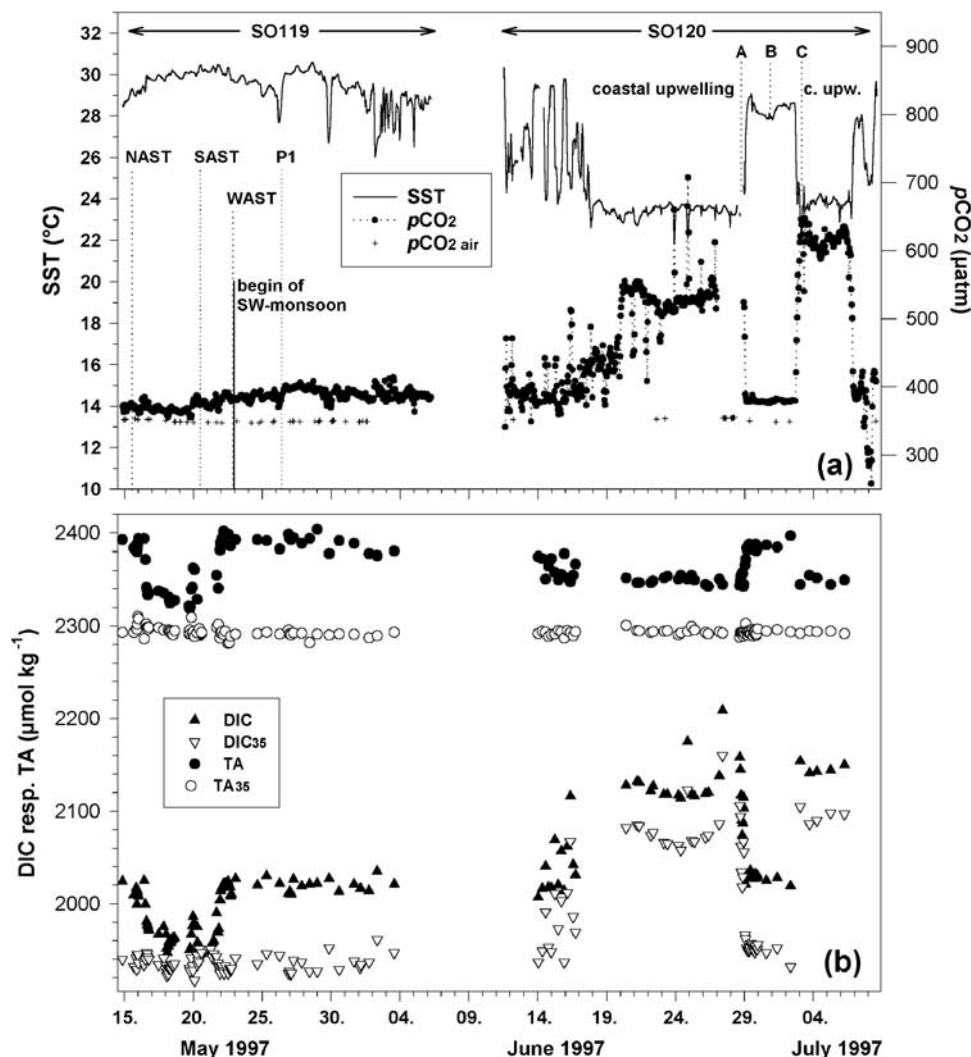 SO119
SO120
A
B
C
coastal upwelling
c. upw.
NAST
SAST
P1
WAST
begin of
SW-monsoon
SST
pCO2
pCO2 air
(a)
SST (°C)
32
30
28
26
24
22
20
18
16
14
12
10
pCO2 (µatm)
900
800
700
600
500
400
300
DIC resp. TA (µmol kg-1)
2400
2300
2200
2100
2000
DIC
DIC35
TA
TA35
(b)
15. 20. 25. 30. 04. 09. 14. 19. 24. 29. 04.
May 1997 June 1997 July 1997